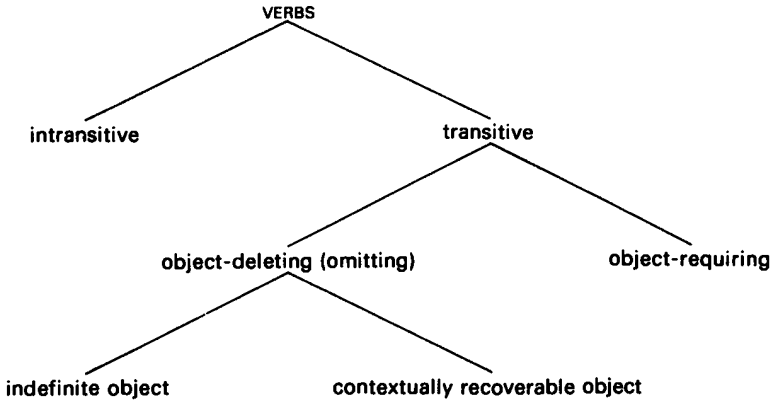 VERBS
intransitive
transitive
object-deleting (omitting)
object-requiring
indefinite object
contextually recoverable object